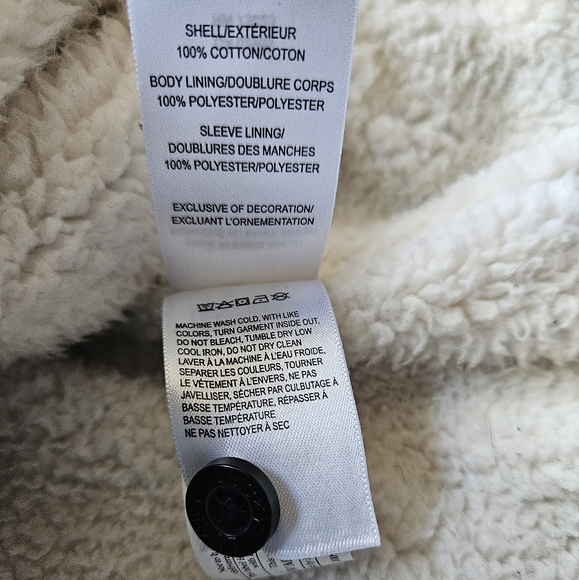 SHELL/EXTÉRIEUR
100% COTTON/COTON
BODY LINING/DOUBLURE CORPS
100% POLYESTER/POLYESTER
SLEEVE LINING/
DOUBLURES DES MANCHES
100% POLYESTER/POLYESTER
EXCLUSIVE OF DECORATION/
EXCLUANT L'ORNEMENTATION
MACHINE WASH COLD, WITH LIKE
COLORS, TURN GARMENT INSIDE OUT,
DO NOT BLEACH, TUMBLE DRY LOW
COOL IRON, DO NOT DRY CLEAN
LAVER À LA MACHINE À L'EAU FROIDE,
SEPARER LES COULEURS, TOURNER
LE VÉTEMENT À L'ENVERS, NE PAS
JAVELLISER, SÉCHER PAR CULBUTAGE À
BASSE TEMPÉRATURE, RÉPASSER À
BASSE TEMPÉRATURE
NE PAS NETTOYER À SEC